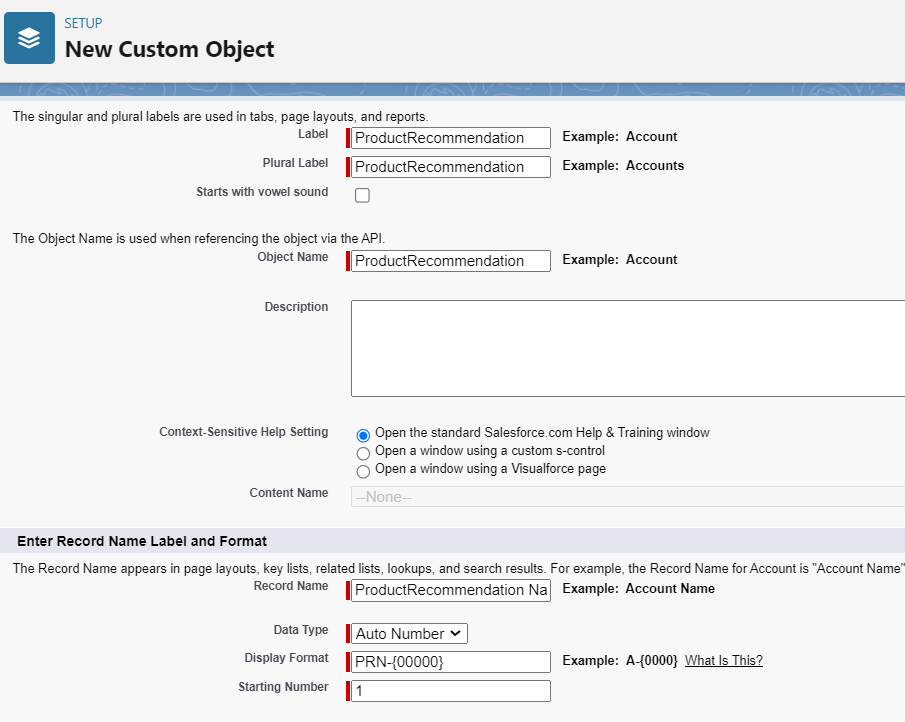 SETUP
New Custom Object
The singular and plural labels are used in tabs, page layouts, and reports.
Label ProductRecommendation Example: Account
Plural Label ProductRecommendation Example: Accounts
Starts with vowel sound
The Object Name is used when referencing the object via the API.
Object Name ProductRecommendation Example: Account
Description
Context-Sensitive Help Setting Open the standard Salesforce.com Help & Training window
Open a window using a custom s-control
Open a window using a Visualforce page
Content Name --None--
Enter Record Name Label and Format
The Record Name appears in page layouts, key lists, related lists, lookups, and search results. For example, the Record Name for Account is "Account Name"
Record Name ProductRecommendation Na Example: Account Name
Data Type Auto Number
Display Format PRN-{00000} Example: A-{0000} What Is This?
Starting Number 1